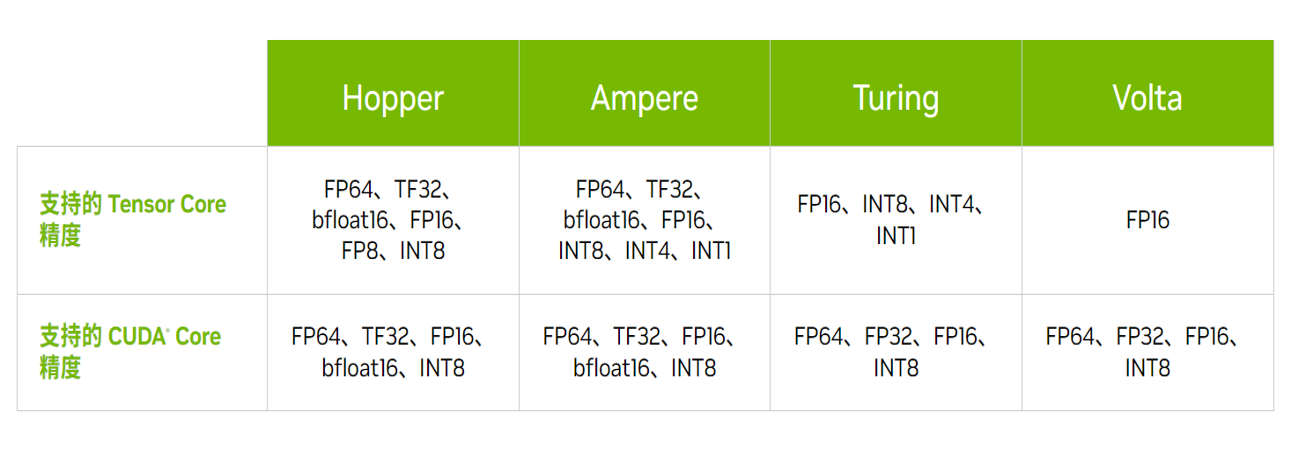 Hopper
Ampere
Turing
Volta
支持的 Tensor Core
精度
FP64、TF32、
bfloat16、FP16、
FP8、INT8
FP64、TF32、
bfloat16、FP16、
INT8、INT4、INT1
FP16、INT8、INT4、
INT1
FP16
支持的 CUDA® Core
精度
FP64、TF32、FP16、
bfloat16、INT8
FP64、TF32、FP16、
bfloat16、INT8
FP64、FP32、FP16、
INT8
FP64、FP32、FP16、
INT8